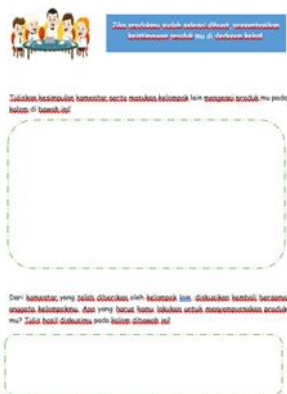 Jika produkmu sudah selesai dibuat, presentasikan
keistimewaan produk mu di dedepan kelas!
Tuliskan kesimpulan komentar serta masukan kelompok lain mengenai produk mu pada
kolom di bawah ini!
Dari komentar yang telah diberikan oleh kelompok lain, diskusikan kembali bersama
anggota kelompokmu. Apa yang harus kamu lakukan untuk menyempurnakan produk
mu? Tulis hasil diskusimu pada kolom dibawah ini!